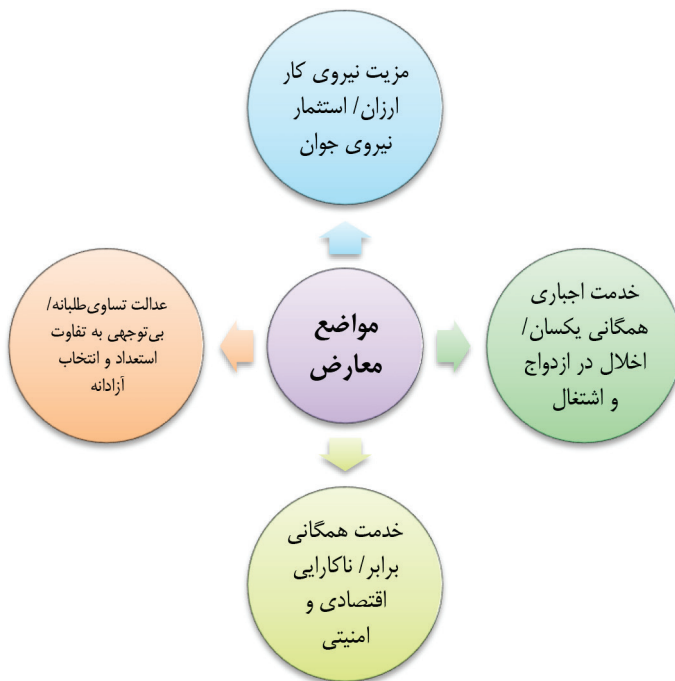 مزیت نیروی کار
ارزان/ استثمار
نیروی جوان
خدمت اجباری
همگانی یکسان/
اخلال در ازدواج
و اشتغال
مواضع
معارض
عدالت تساوی‌طلبانه/
بی‌توجهی به تفاوت
استعداد و انتخاب
آزادانه
خدمت همگانی
برابر/ ناکارایی
اقتصادی و
امنیتی